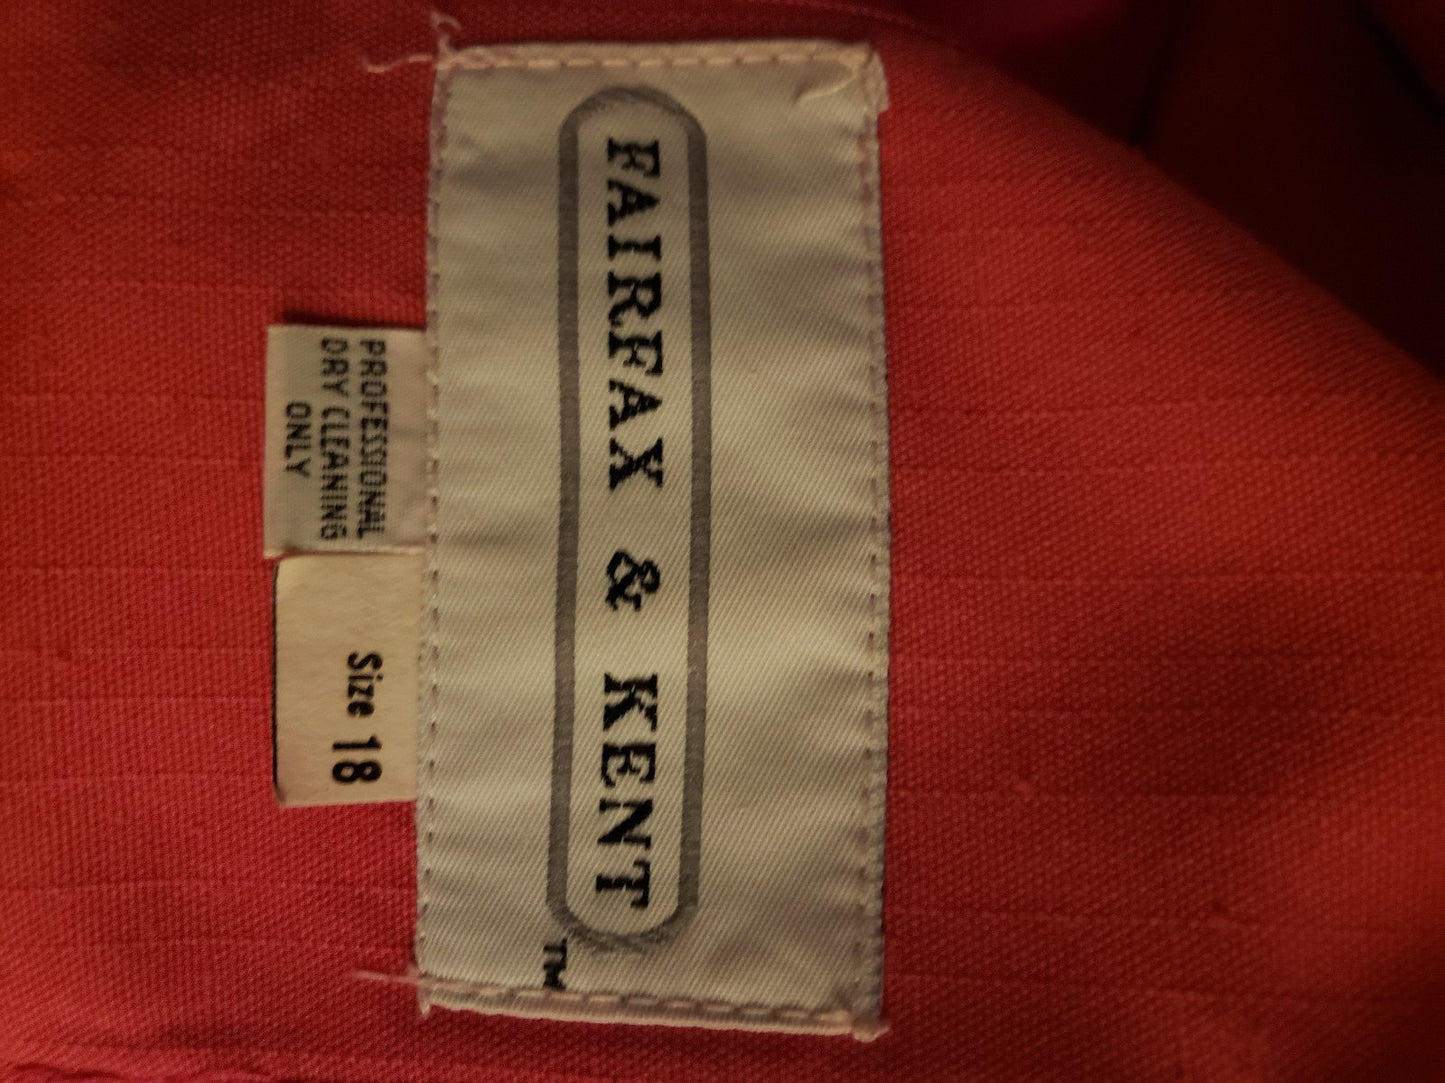 FAIRFAX & KENT
TM
PROFESSIONAL
DRY CLEANING
ONLY
Size 18